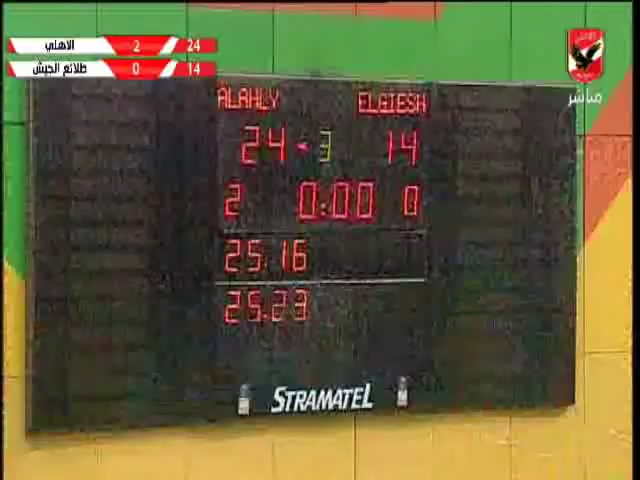 الاهلي 2 24
طلائع الجيش 0 14
مباشر
ALAHLY ELGIESH
24 3 14
2 0:00 0
25.16
25.23
STRAMATEL